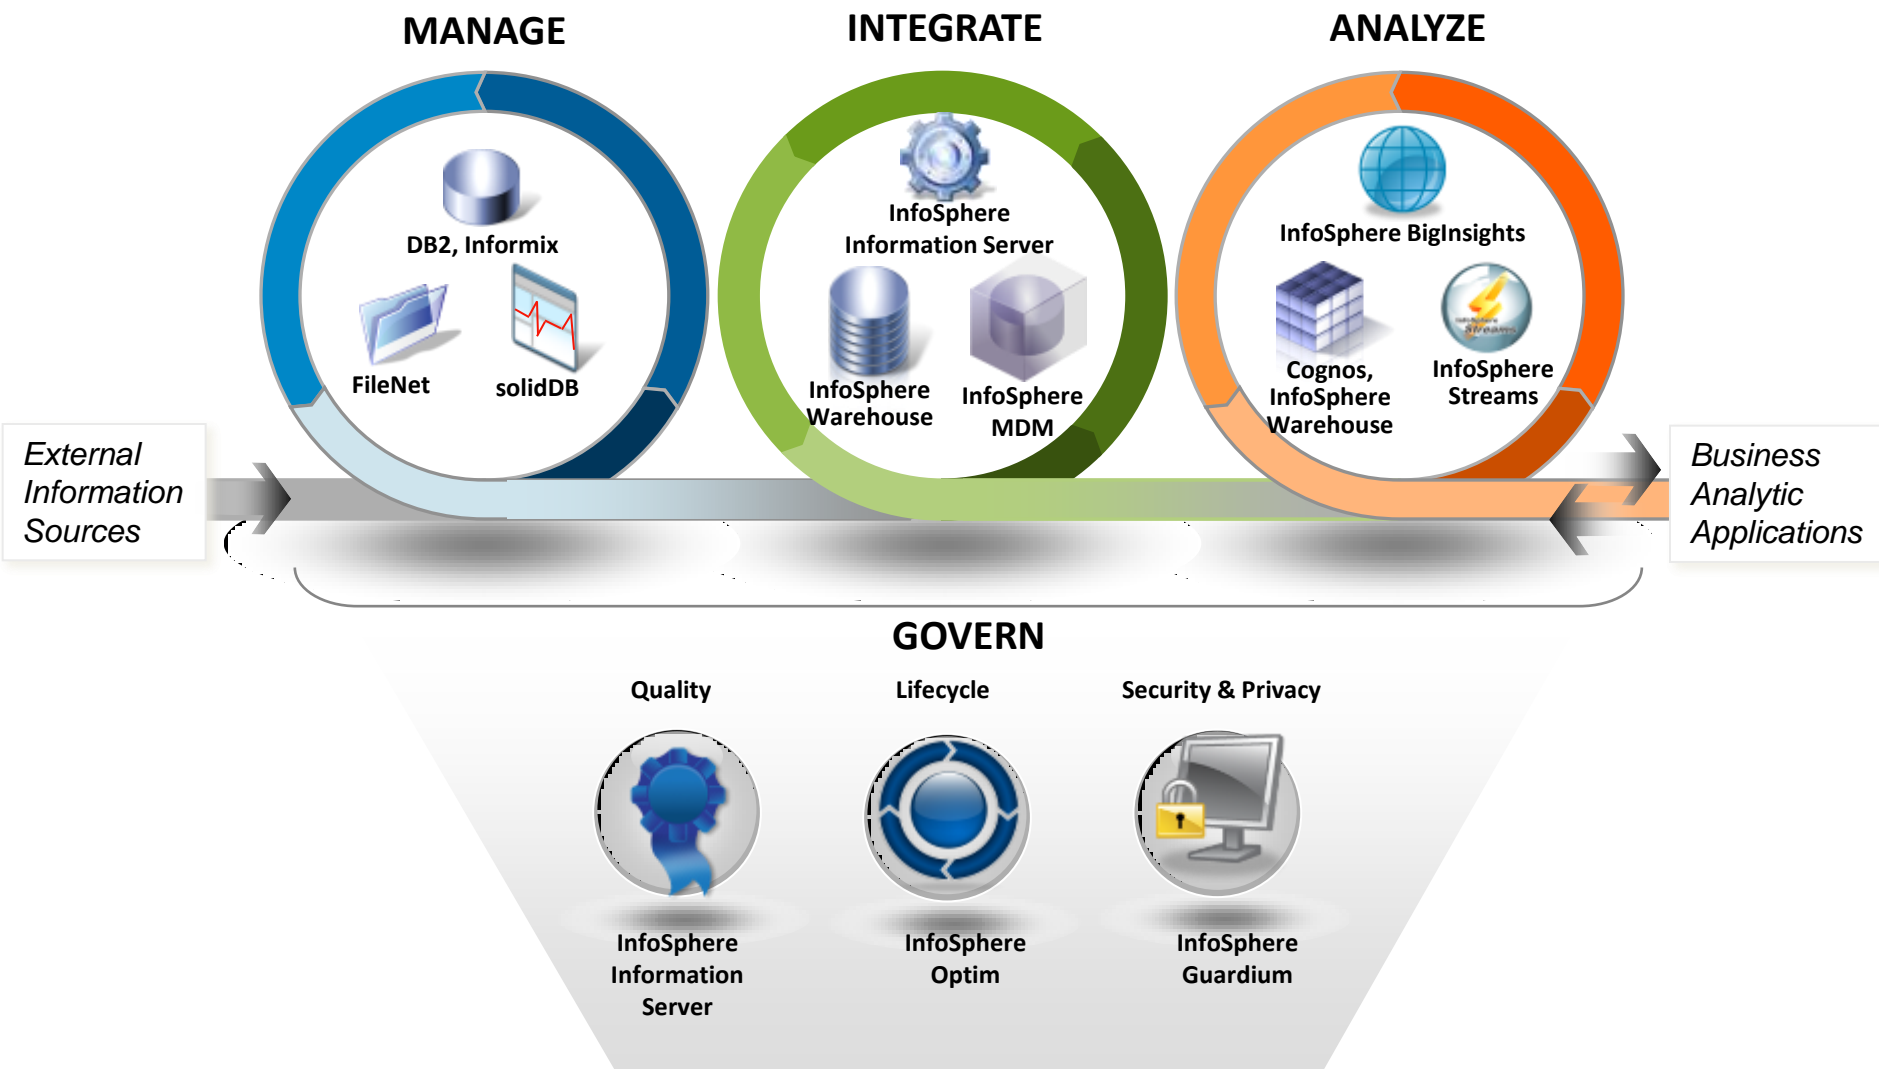 MANAGE
INTEGRATE
ANALYZE
DB2, Informix
FileNet
solidDB
InfoSphere
Information Server
InfoSphere
Warehouse
InfoSphere
MDM
InfoSphere BigInsights
Cognos,
InfoSphere
Warehouse
InfoSphere
Streams
InfoSphere
Streams
External
Information
Sources
Business
Analytic
Applications
GOVERN
Quality
Lifecycle
Security & Privacy
InfoSphere
Information
Server
InfoSphere
Optim
InfoSphere
Guardium